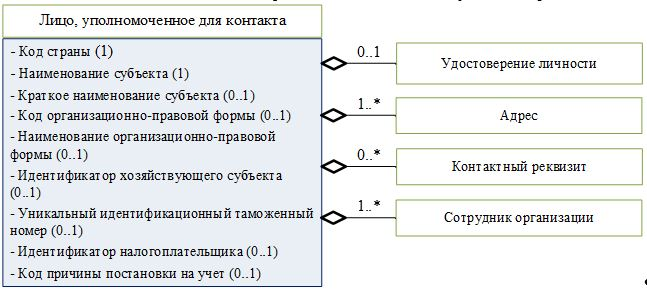 Лицо, уполномоченное для контакта
- Код страны (1)
- Наименование субъекта (1)
- Краткое наименование субъекта (0..1)
- Код организационно-правовой формы (0..1)
- Наименование организационно-правовой
формы (0..1)
- Идентификатор хозяйствующего субъекта
(0..1)
- Уникальный идентификационный таможенный
номер (0..1)
- Идентификатор налогоплательщика (0..1)
- Код причины постановки на учет (0..1)
0..1
Удостоверение личности
1..*
Адрес
0..*
Контактный реквизит
1..*
Сотрудник организации